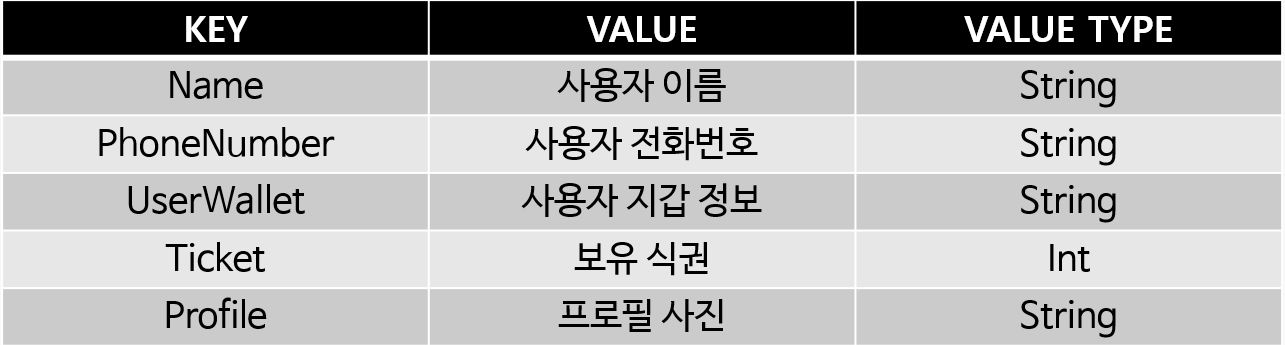 KEY VALUE VALUE TYPE
Name 사용자 이름 String
PhoneNumber 사용자 전화번호 String
UserWallet 사용자 지갑 정보 String
Ticket 보유 식권 Int
Profile 프로필 사진 String